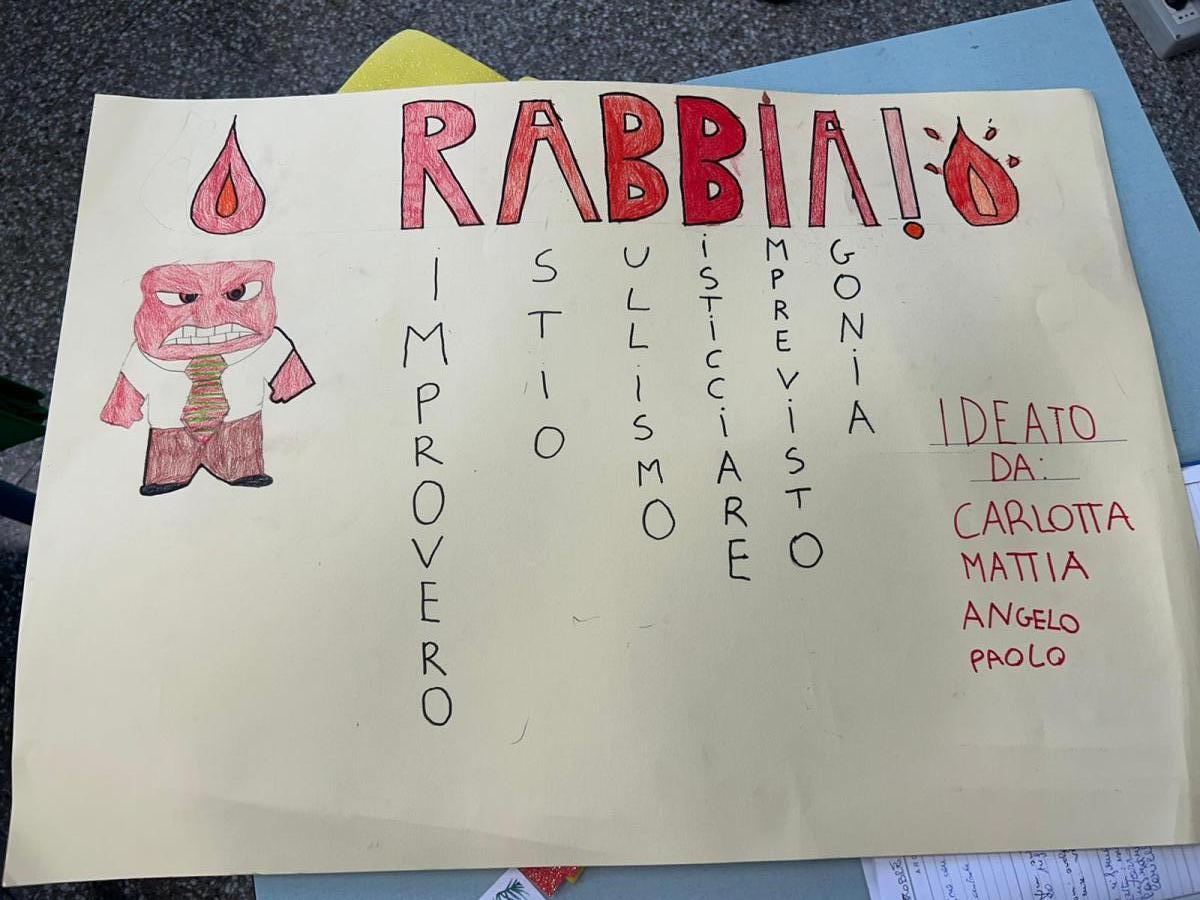 RABBIA!
IMPROVERO
STIO
ULLISMO
iSTiCCiARE
MPREViSTO
GONiA
IDEATO
DA:
CARLOTTA
MATTIA
ANGELO
PAOLO